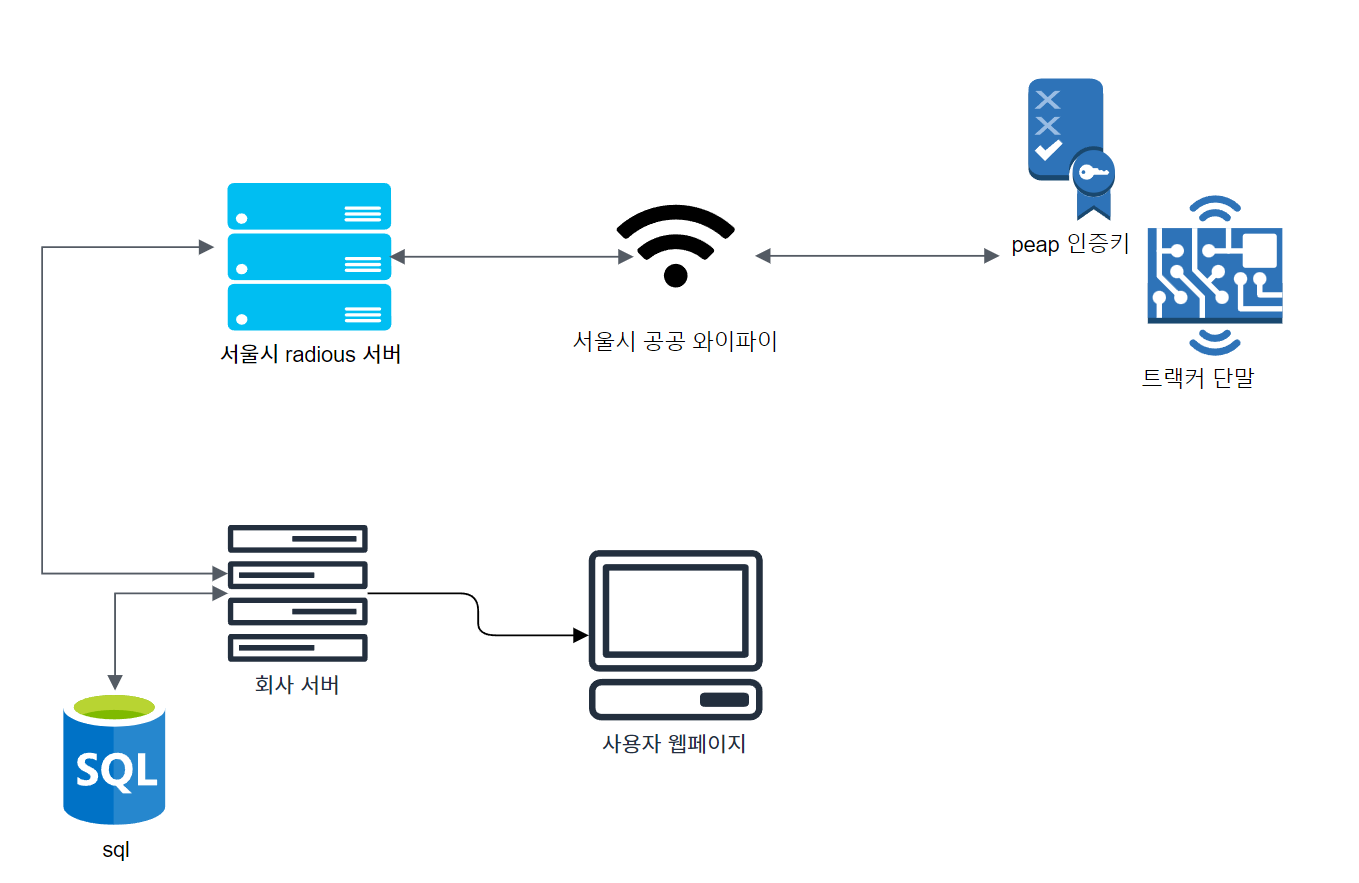 peap 인증키
서울시 radious 서버
서울시 공공 와이파이
트랙커 단말
회사 서버
사용자 웹페이지
SQL
sql